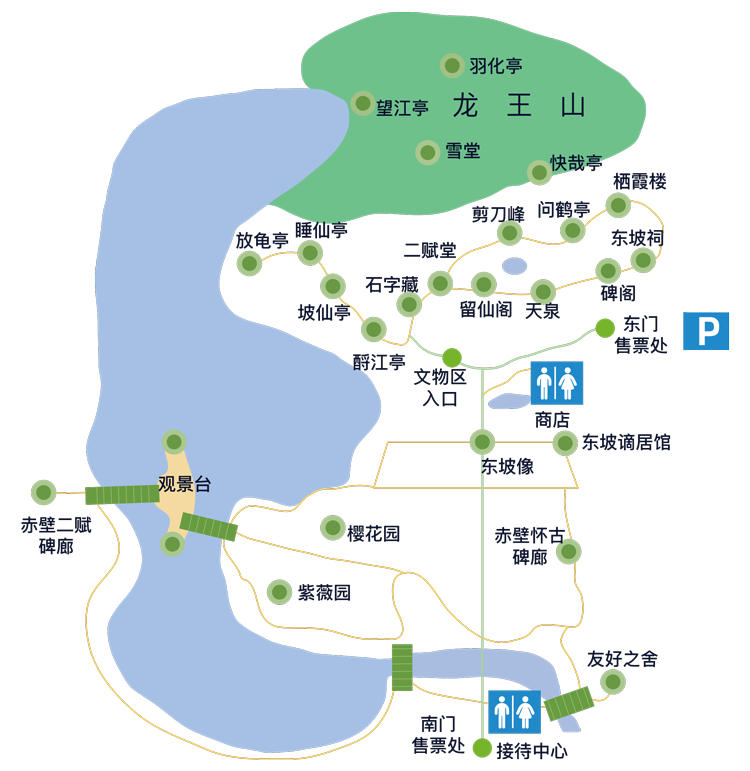 羽化亭
望江亭
龙王山
雪堂
快哉亭
栖霞楼
剪刀峰
问鹤亭
放龟亭
睡仙亭
二赋堂
东坡祠
石字藏
坡仙亭
留仙阁
天泉
碑阁
酹江亭
东门
售票处
P
文物区
入口
商店
东坡像
东坡谪居馆
观景台
赤壁二赋
碑廊
樱花园
赤壁怀古
碑廊
紫薇园
友好之舍
南门
售票处
接待中心